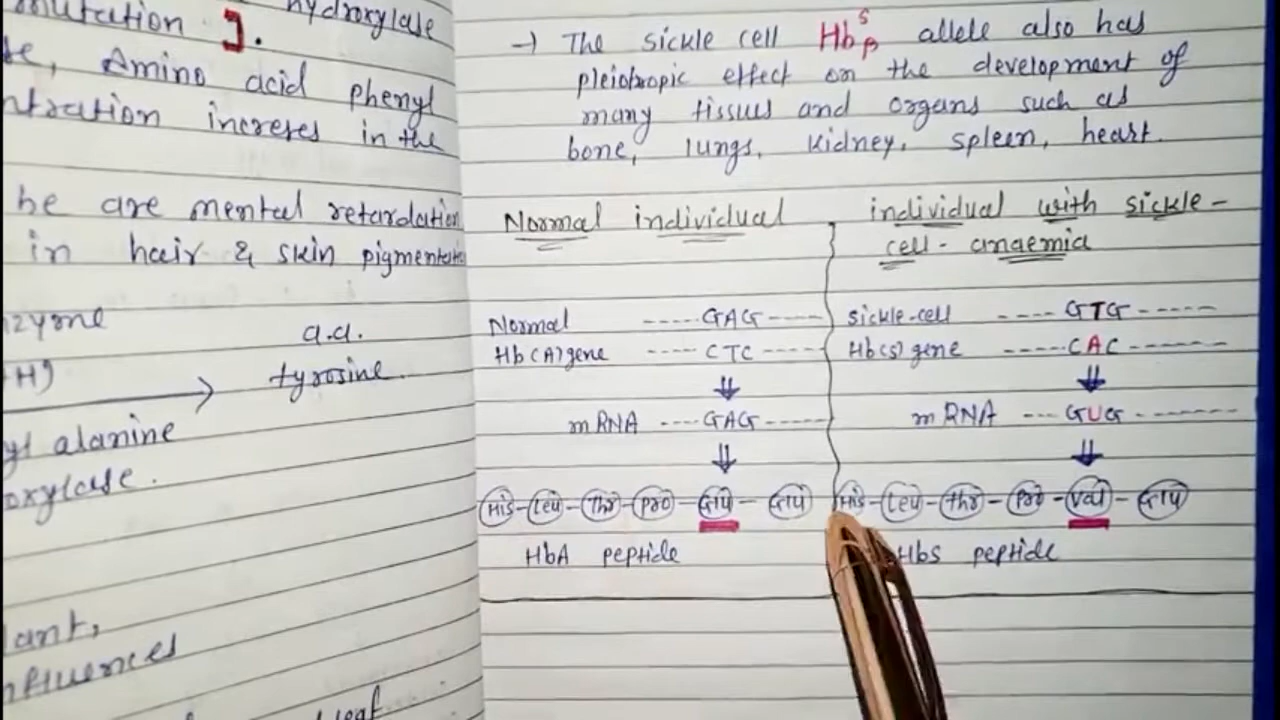 mutation ]. hydroxylase
Amino acid phenyl
increses in the
he are mental retardation
in hair & skin pigmentatio
a.a.
tyrosine
H)
alanine
→ The sickle cell Hbβˢ allele also has
pleiotropic effect on the development of
many tissues and organs such as
bone, lungs, kidney, spleen, heart.
Normal individual
individual with sickle-
cell-anaemia
Normal ----GAG----
Hb(A)gene ----CTC----
⇓
mRNA ----GAG-----
⇓
His-Leu-Thr-Pro-Glu-Glu
HbA peptide
sickle-cell ----GTG-----
Hb(s)gene -----CAC------
⇓
mRNA ---GUG-------
⇓
His-Leu-Thr-Pro-Val-Glu
HbS peptide